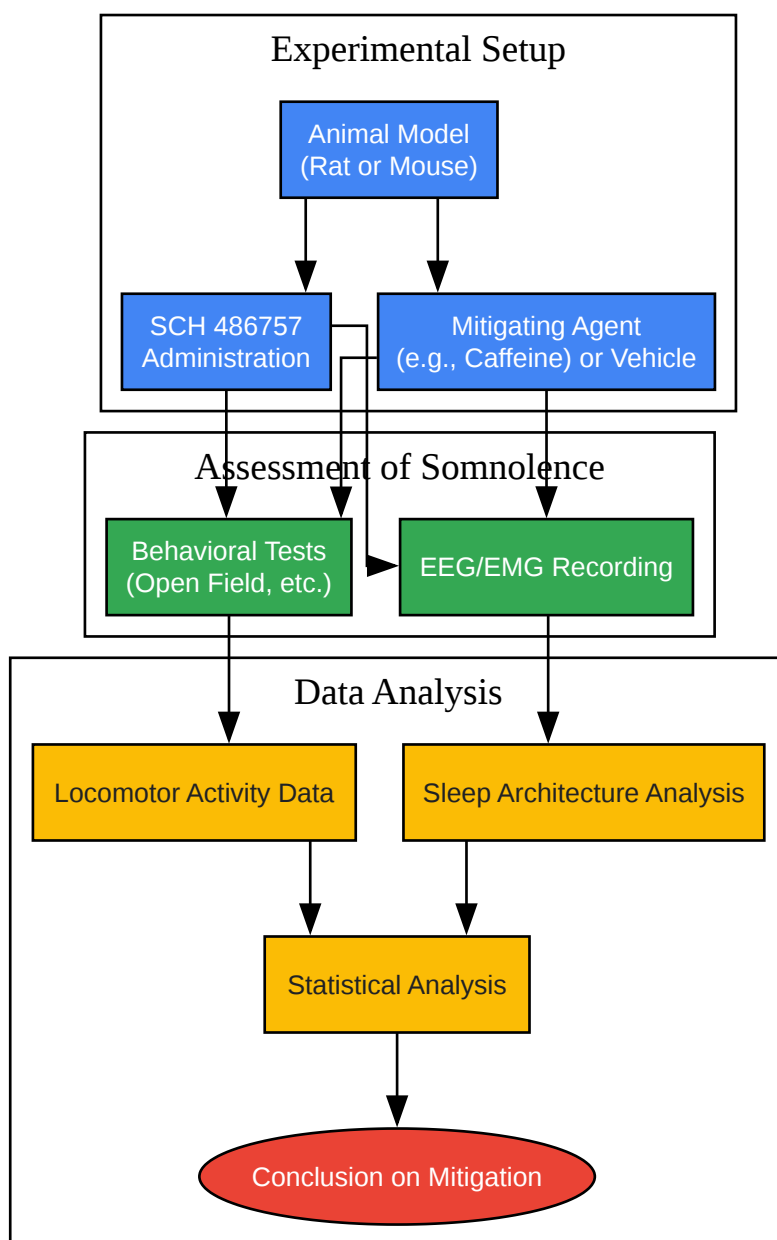 Experimental Setup
Animal Model
(Rat or Mouse)
SCH 486757
Administration
Mitigating Agent
(e.g., Caffeine) or Vehicle
Assessment of Somnolence
Behavioral Tests
(Open Field, etc.)
EEG/EMG Recording
Data Analysis
Locomotor Activity Data
Sleep Architecture Analysis
Statistical Analysis
Conclusion on Mitigation